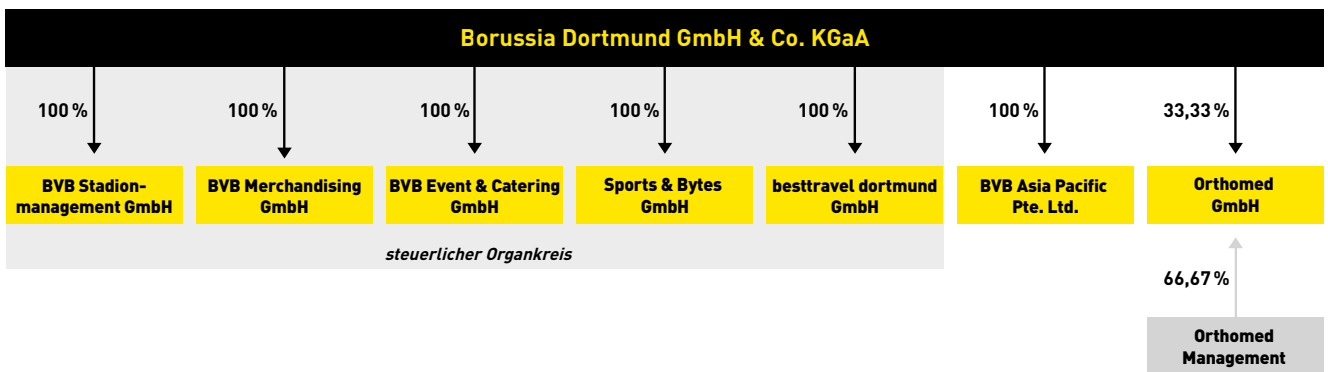 Borussia Dortmund GmbH & Co. KGaA
100 %
100 %
100 %
100 %
100 %
100 %
33,33 %
BVB Stadion-
management GmbH
BVB Merchandising
GmbH
BVB Event & Catering
GmbH
Sports & Bytes
GmbH
besttravel dortmund
GmbH
BVB Asia Pacific
Pte. Ltd.
Orthomed
GmbH
steuerlicher Organkreis
66,67 %
Orthomed
Management